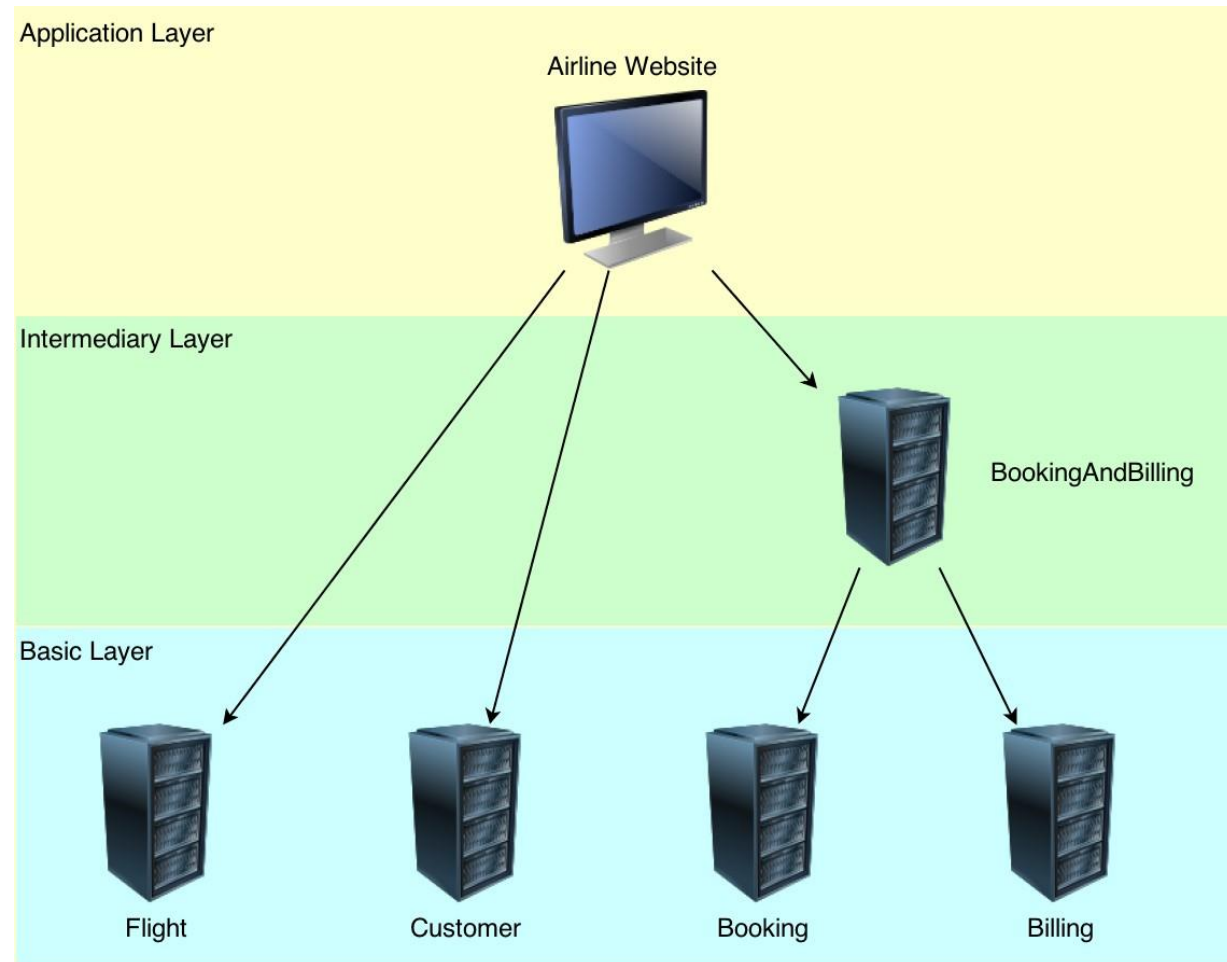 Application Layer
Airline Website
Intermediary Layer
BookingAndBilling
Basic Layer
Flight
Customer
Booking
Billing